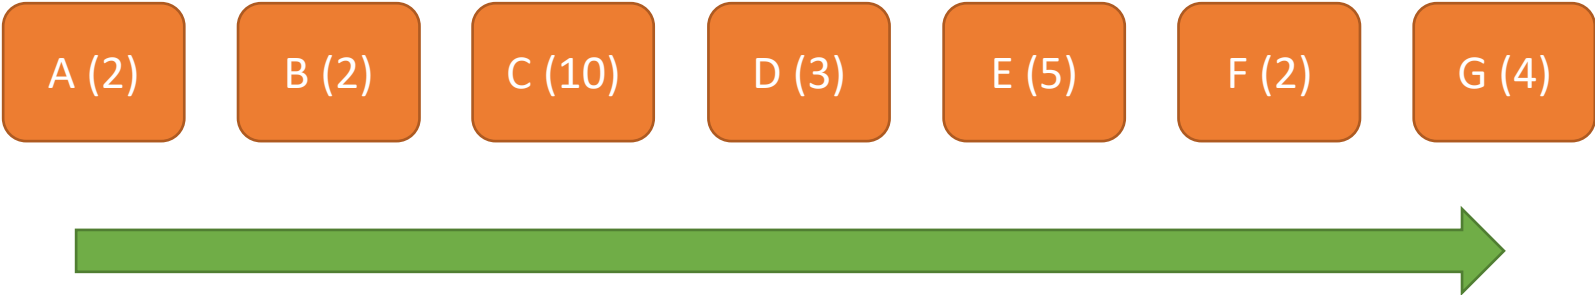 A (2)
B (2)
C (10)
D (3)
E (5)
F (2)
G (4)